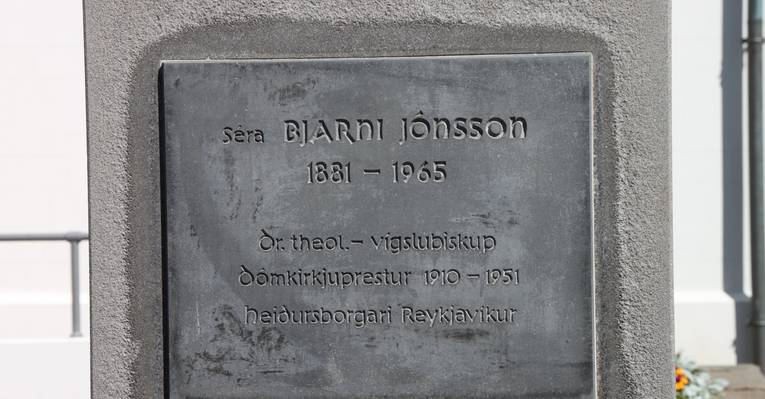 Séra BJARNI JÓNSSON
1881 – 1965
Dr. theol. – vígslubiskup
Dómkirkjuprestur 1910 – 1951
Heiðursborgari Reykjavíkur